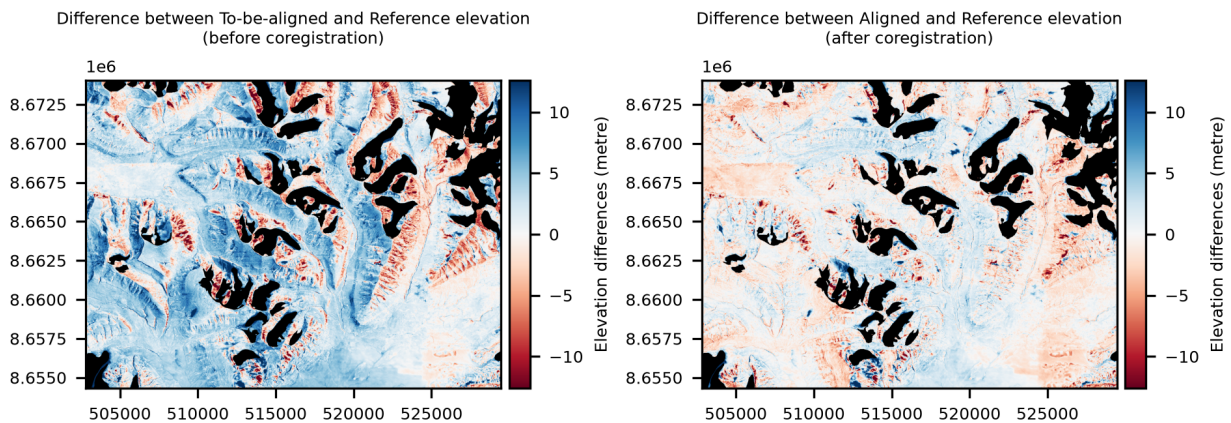 Difference between To-be-aligned and Reference elevation
(before coregistration)
1e6
8.6725
8.6700
8.6675
8.6650
8.6625
8.6600
8.6575
8.6550
505000 510000 515000 520000 525000
10
5
0
−5
−10
Elevation differences (metre)
Difference between Aligned and Reference elevation
(after coregistration)
1e6
8.6725
8.6700
8.6675
8.6650
8.6625
8.6600
8.6575
8.6550
505000 510000 515000 520000 525000
10
5
0
−5
−10
Elevation differences (metre)